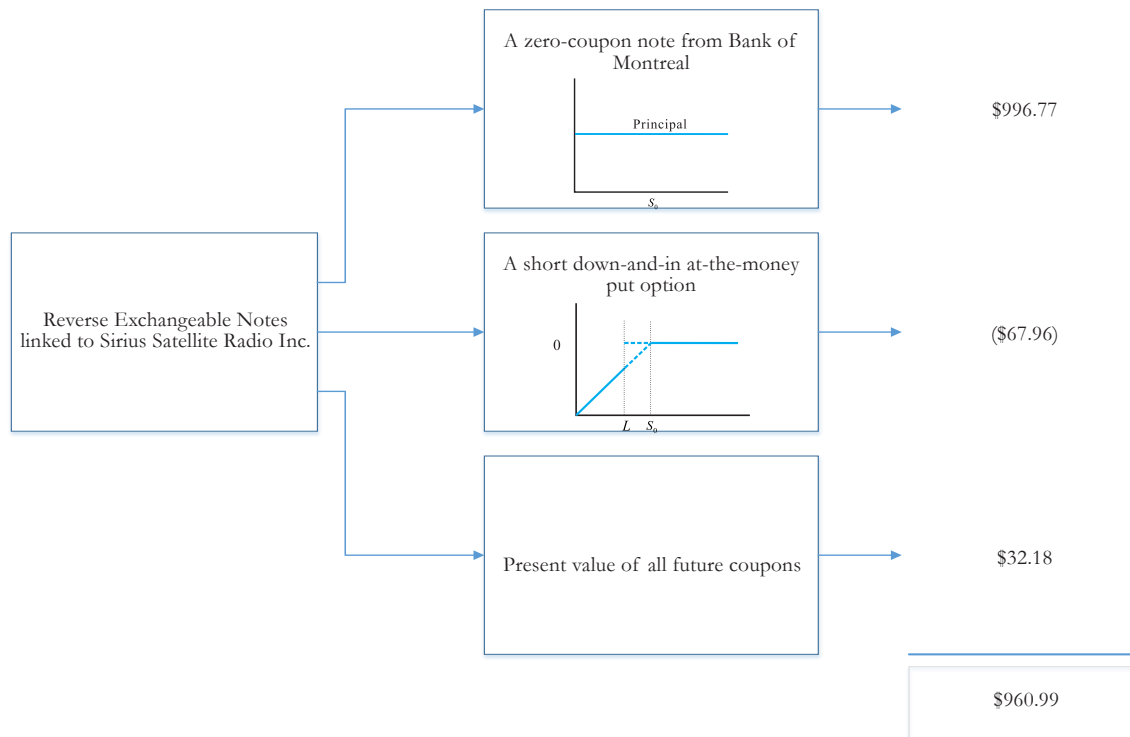 A zero-coupon note from Bank of
Montreal
Principal
S₀
$996.77
Reverse Exchangeable Notes
linked to Sirius Satellite Radio Inc.
A short down-and-in at-the-money
put option
0
L S₀
($67.96)
Present value of all future coupons
$32.18
$960.99